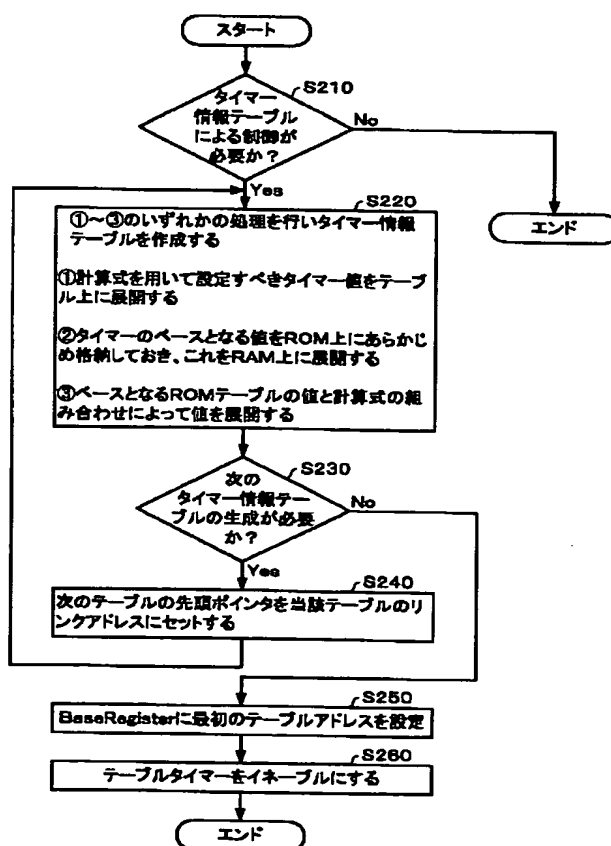 スタート
S210
タイマー
情報テーブル
による制御が
必要か？
No
Yes
エンド
S220
①～③のいずれかの処理を行いタイマー情報
テーブルを作成する
①計算式を用いて設定すべきタイマー値をテーブ
ル上に展開する
②タイマーのベースとなる値をROM上にあらかじ
め格納しておき、これをRAM上に展開する
③ベースとなるROMテーブルの値と計算式の組
み合わせによって値を展開する
S230
次の
タイマー情報テー
ブルの生成が必要
か？
No
Yes
S240
次のテーブルの先頭ポインタを当該テーブルのリ
ンクアドレスにセットする
S250
BaseRegisterに最初のテーブルアドレスを設定
S260
テーブルタイマーをイネーブルにする
エンド